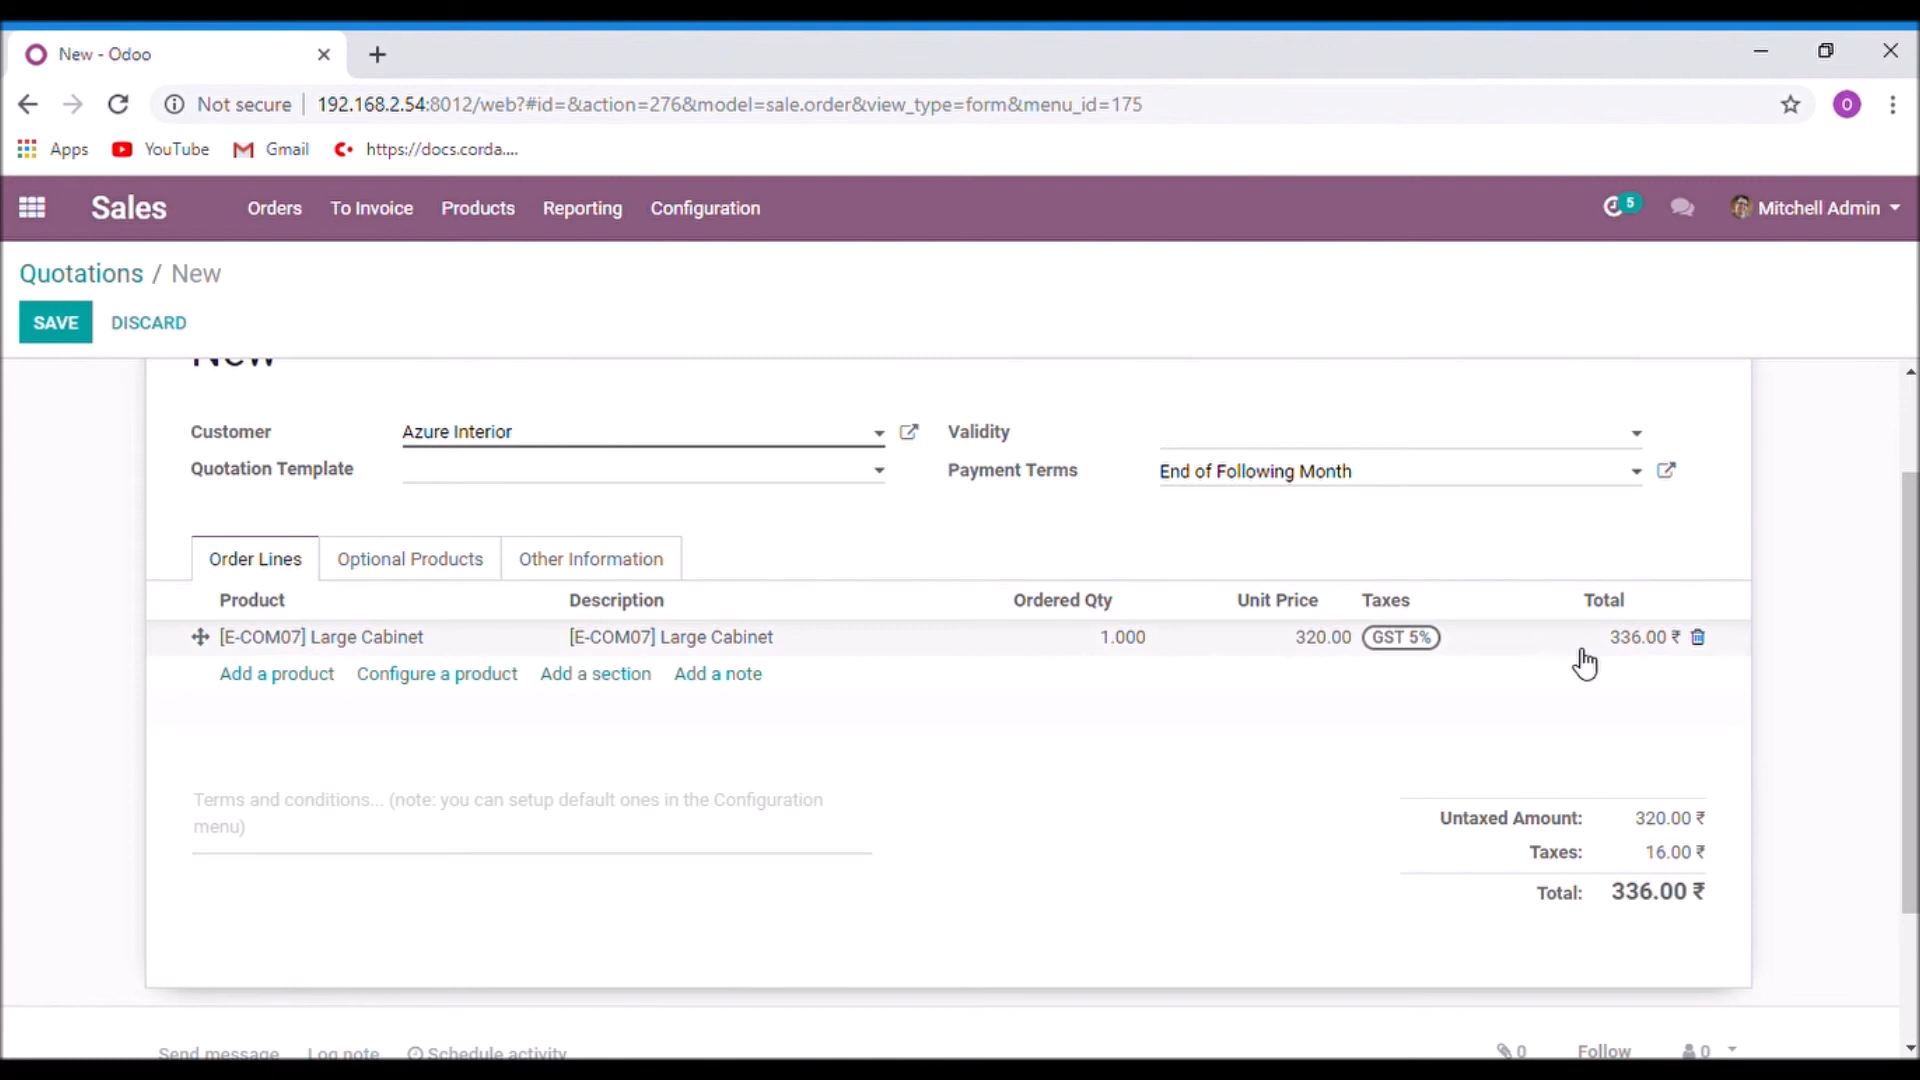 New - Odoo
Not secure 192.168.2.54:8012/web?#id=&action=276&model=sale.order&view_type=form&menu_id=175
Apps YouTube Gmail https://docs.corda....
O
Sales Orders To Invoice Products Reporting Configuration 5 Mitchell Admin
Quotations / New
SAVE DISCARD
New
Customer Azure Interior Validity
Quotation Template Payment Terms End of Following Month
Order Lines Optional Products Other Information
Product Description Ordered Qty Unit Price Taxes Total
[E-COM07] Large Cabinet [E-COM07] Large Cabinet 1.000 320.00 GST 5% 336.00 ₹
Add a product Configure a product Add a section Add a note
Terms and conditions... (note: you can setup default ones in the Configuration
menu)
Untaxed Amount: 320.00 ₹
Taxes: 16.00 ₹
Total: 336.00 ₹
Send message Log note Schedule activity 0 Follow 0